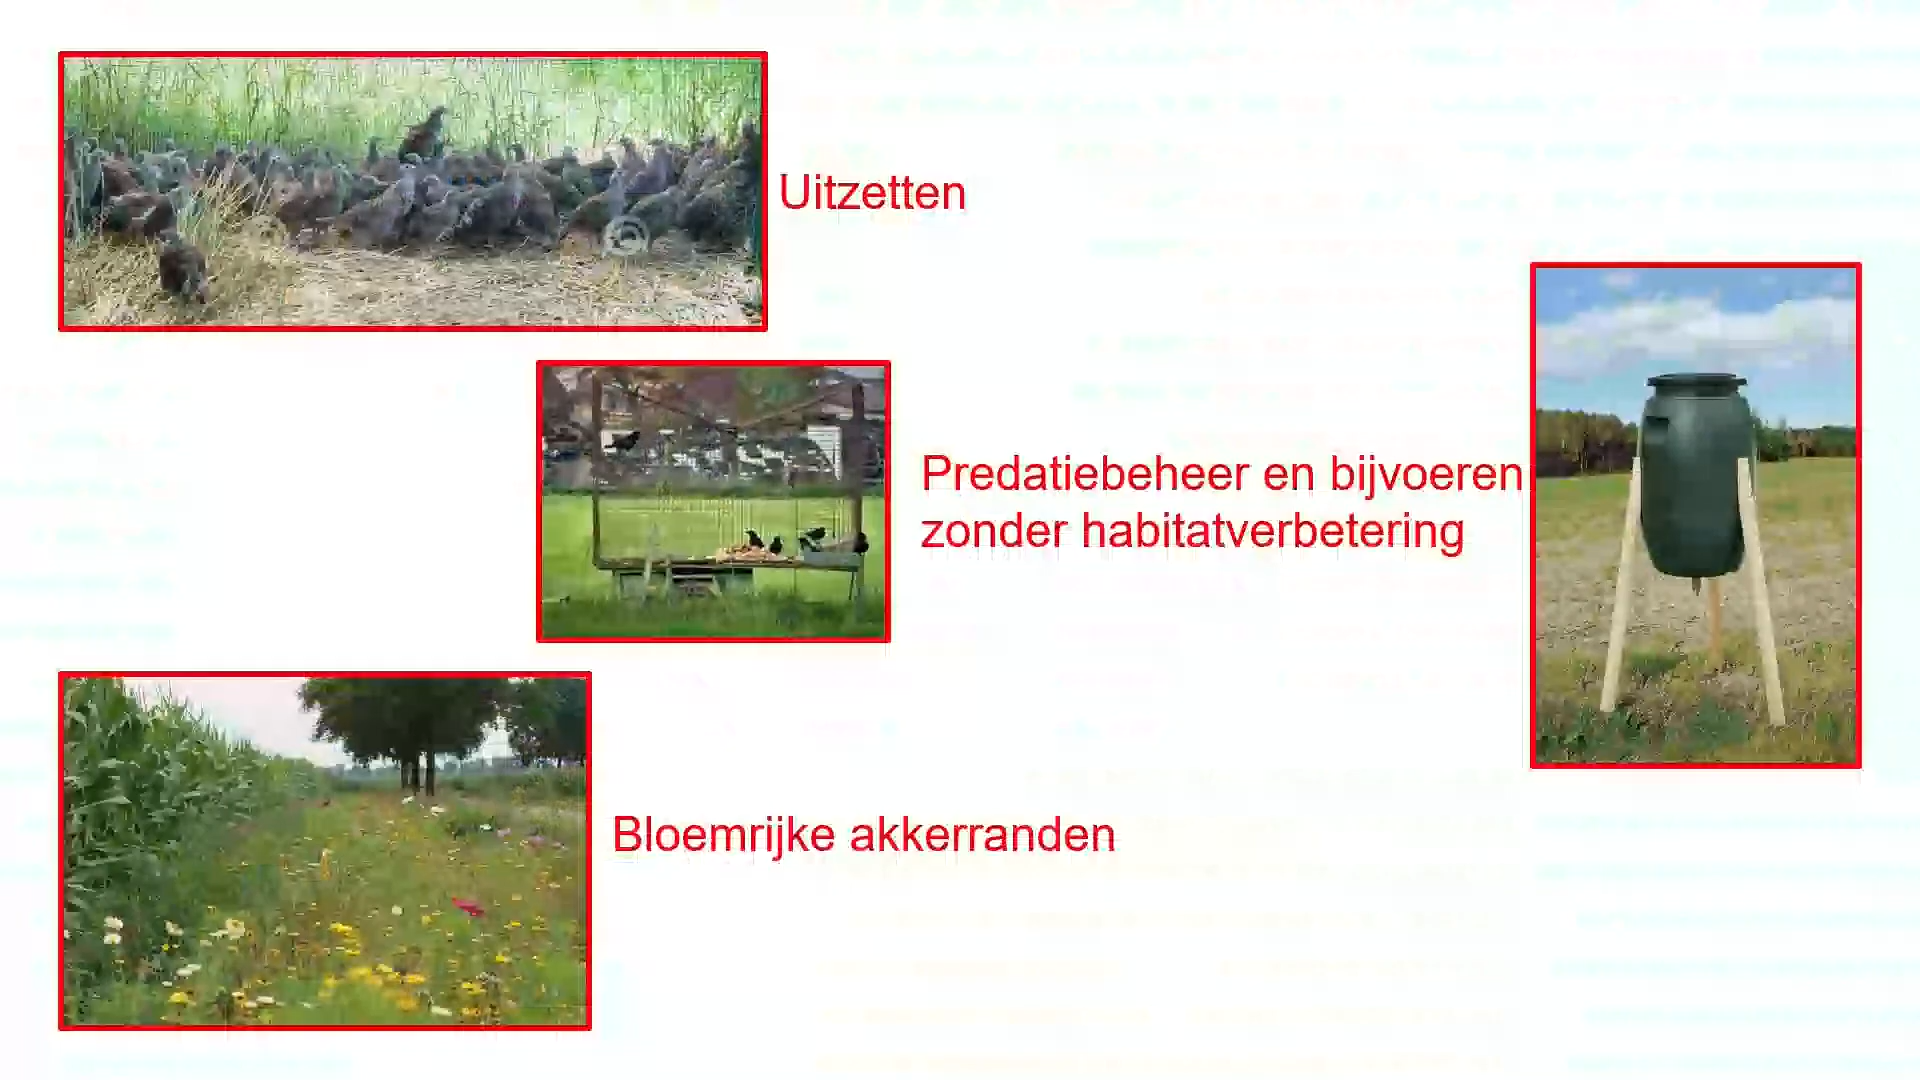 Uitzetten
Predatiebeheer en bijvoeren
zonder habitatverbetering
Bloemrijke akkerranden